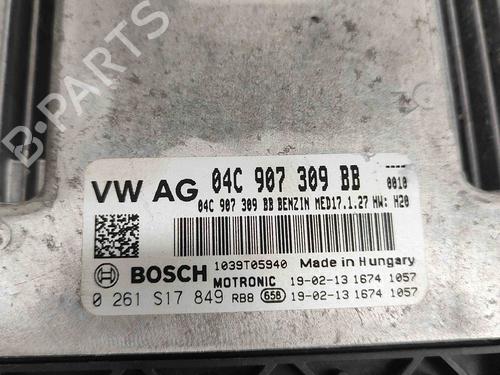 B-PARTS
VW AG 04C 907 309 BB
04C 907 309 BB BENZIN MED17.1.27 HW: H20
0010
1039T05940 Made in Hungary
BOSCH MOTRONIC 19-02-13 1674 1057
0 261 S17 849 RBB 658 19-02-13 1674 1057